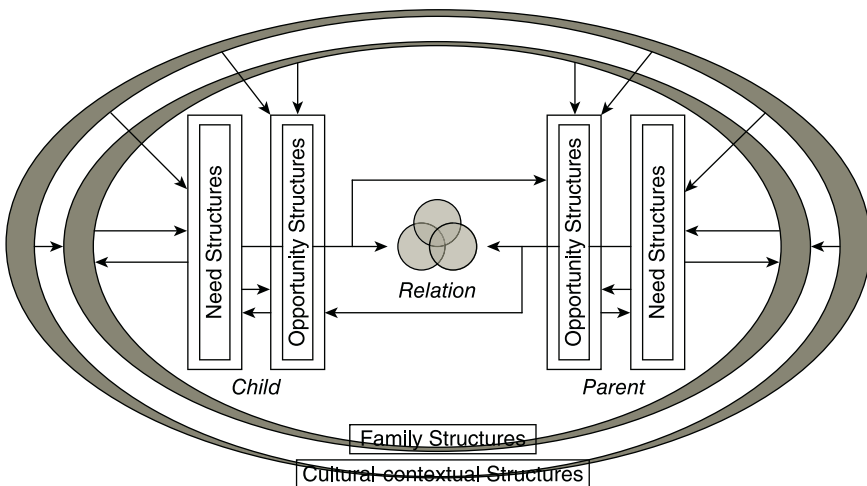 Need Structures
Opportunity Structures
Relation
Opportunity Structures
Need Structures
Child
Parent
Family Structures
Cultural contextual Structures